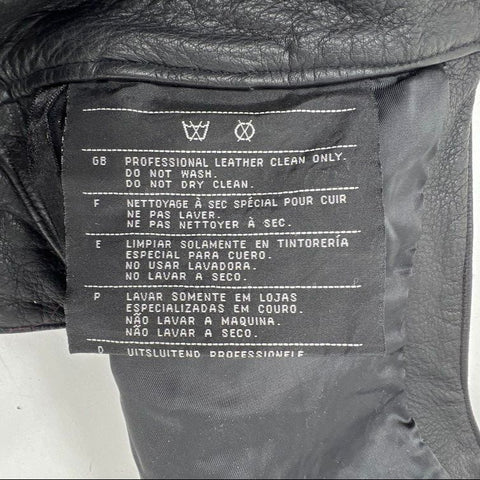 GB PROFESSIONAL LEATHER CLEAN ONLY.
DO NOT WASH.
DO NOT DRY CLEAN.
F NETTOYAGE À SEC SPÉCIAL POUR CUIR
NE PAS LAVER.
NE PAS NETTOYER À SEC.
E LIMPIAR SOLAMENTE EN TINTORERÍA
ESPECIAL PARA CUERO.
NO USAR LAVADORA.
NO LAVAR A SECO.
P LAVAR SOMENTE EM LOJAS
ESPECIALIZADAS EM COURO.
NÃO LAVAR A MAQUINA.
NÃO LAVAR A SECO.
D UITSLUITEND PROFESSIONELE